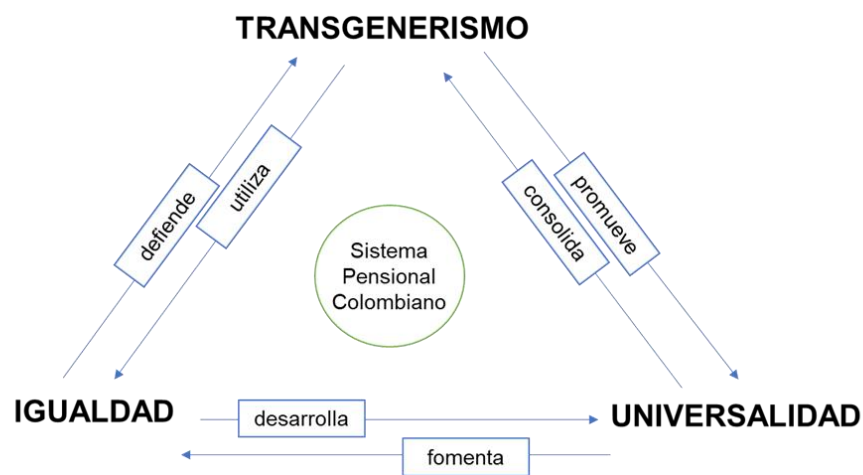 TRANSGENERISMO
defiende
utiliza
consolida
promueve
Sistema
Pensional
Colombiano
IGUALDAD
desarrolla
UNIVERSALIDAD
fomenta